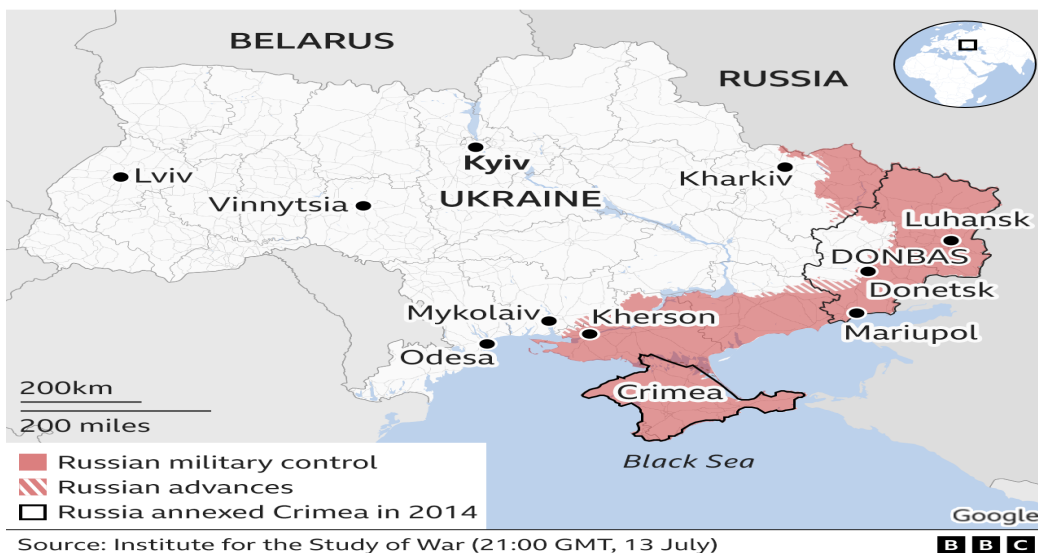 BELARUS
RUSSIA
Kyiv
Lviv
Kharkiv
Vinnytsia
UKRAINE
Luhansk
DONBAS
Donetsk
Mykolaiv
Kherson
Mariupol
Odesa
200km
Crimea
200 miles
Russian military control
Black Sea
Russian advances
Russia annexed Crimea in 2014
Google
Source: Institute for the Study of War (21:00 GMT, 13 July)
BBC